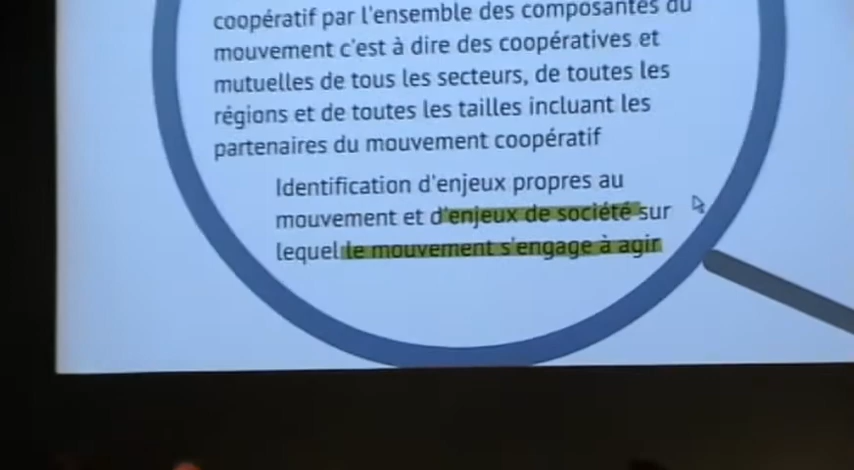 coopératif par l'ensemble des composantes du
mouvement c'est à dire des coopératives et
mutuelles de tous les secteurs, de toutes les
régions et de toutes les tailles incluant les
partenaires du mouvement coopératif
Identification d'enjeux propres au
mouvement et d'enjeux de société sur
lequel le mouvement s'engage à agir